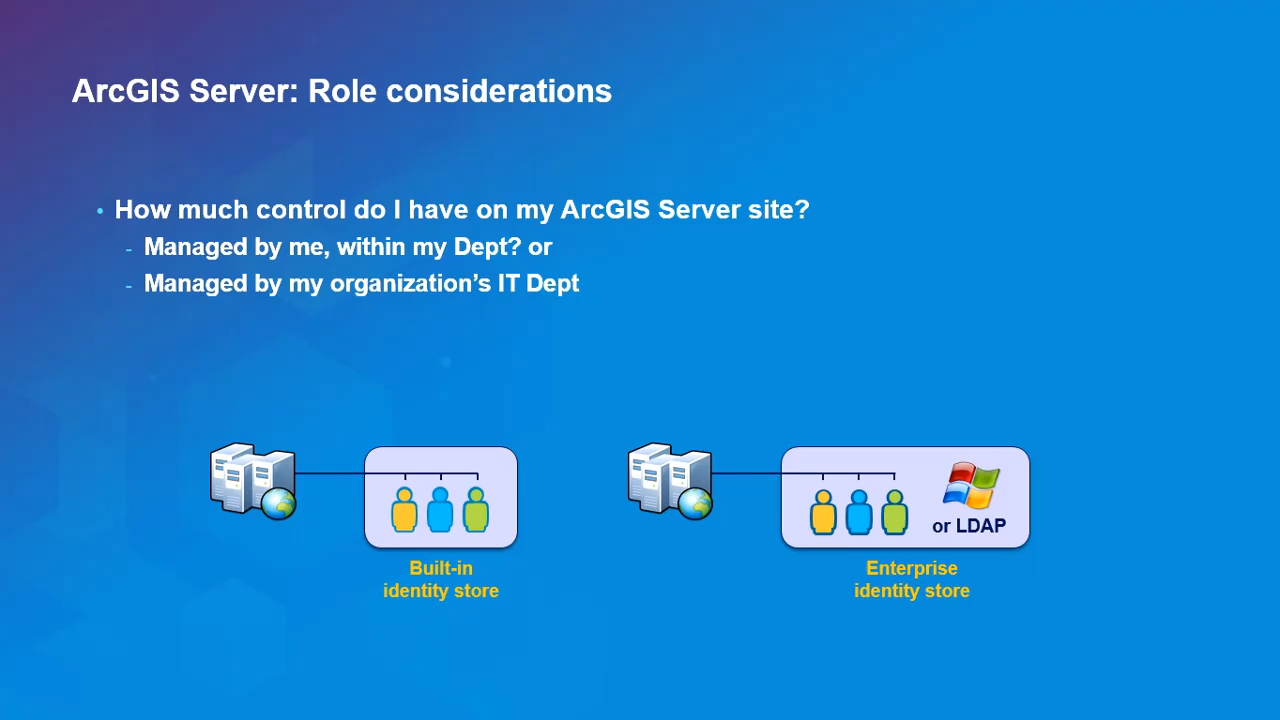 ArcGIS Server: Role considerations
• How much control do I have on my ArcGIS Server site?
- Managed by me, within my Dept? or
- Managed by my organization’s IT Dept
or LDAP
Built-in
identity store
Enterprise
identity store